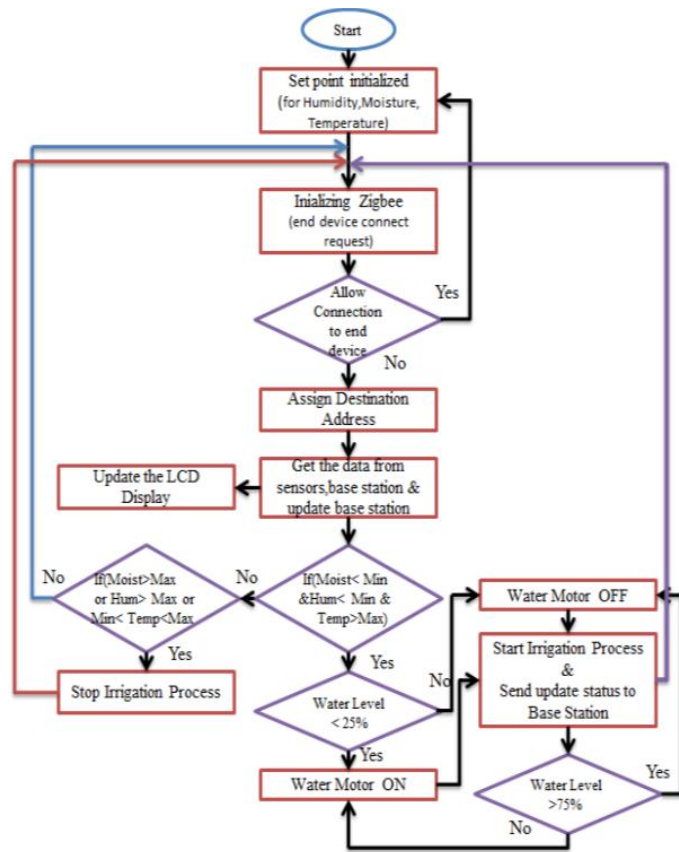 Start
Set point initialized
(for Humidity,Moisture,
Temperature)
Inializing Zigbee
(end device connect
request)
Allow
Connection
to end
device
Yes
No
Assign Destination
Address
Get the data from
sensors,base station &
update base station
Update the LCD
Display
If(Moist< Min
&Hum< Min &
Temp>Max)
No
If(Moist>Max
or Hum> Max or
Min< Temp<Max
No
Yes
Stop Irrigation Process
Yes
Water Level
< 25%
No
Yes
Water Motor ON
Water Motor OFF
Start Irrigation Process
&
Send update status to
Base Station
Water Level
>75%
Yes
No